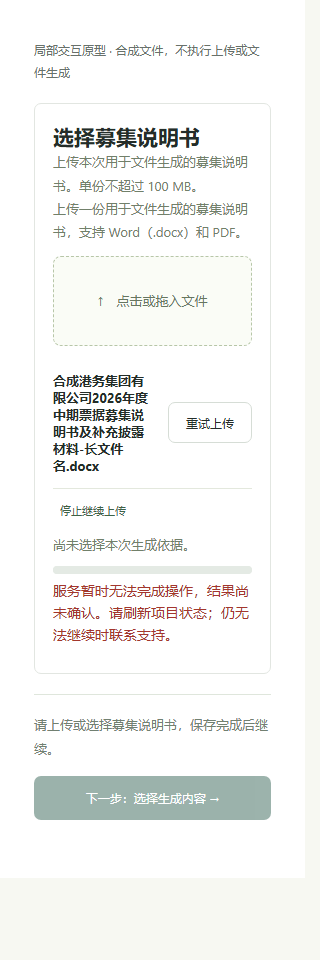 局部交互原型 · 合成文件，不执行上传或文
件生成
选择募集说明书
上传本次用于文件生成的募集说明
书。单份不超过 100 MB。
上传一份用于文件生成的募集说明
书，支持 Word（.docx）和 PDF。
↑ 点击或拖入文件
合成港务集团有
限公司2026年度
中期票据募集说
明书及补充披露
材料-长文件
名.docx
重试上传
停止继续上传
尚未选择本次生成依据。
服务暂时无法完成操作，结果尚
未确认。请刷新项目状态；仍无
法继续时联系支持。
请上传或选择募集说明书，保存完成后继
续。
下一步：选择生成内容 →